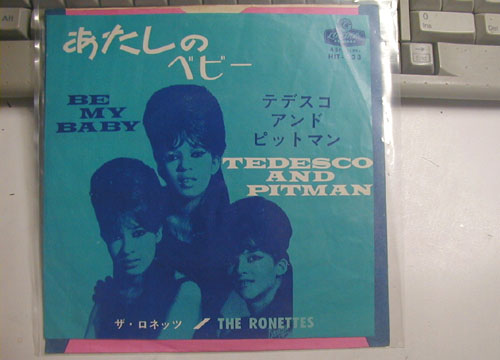 あたしの
ベビー
BE
MY
BABY
テデスコ
アンド
ピットマン
TEDESCO
AND
PITMAN
ザ・ロネッツ / THE RONETTES
Alt